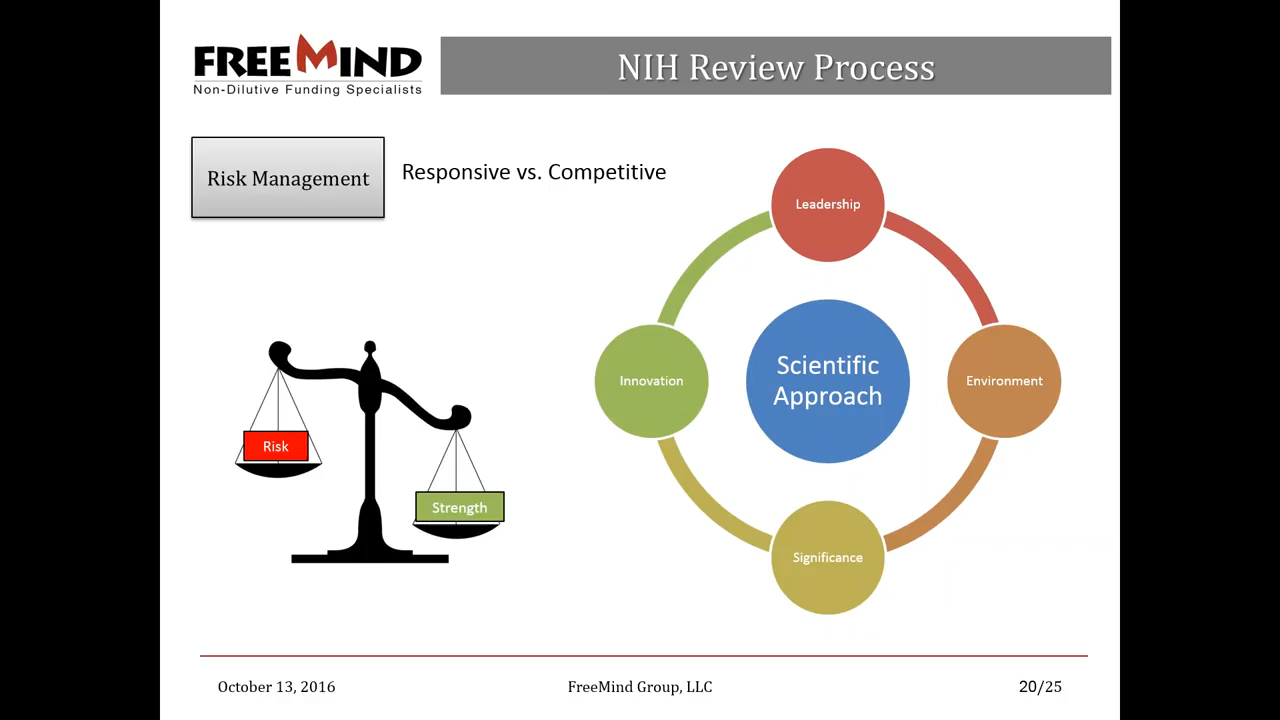 FREEMIND
Non-Dilutive Funding Specialists
NIH Review Process
Risk Management
Responsive vs. Competitive
Leadership
Innovation
Scientific
Approach
Environment
Significance
Risk
Strength
October 13, 2016
FreeMind Group, LLC
20/25